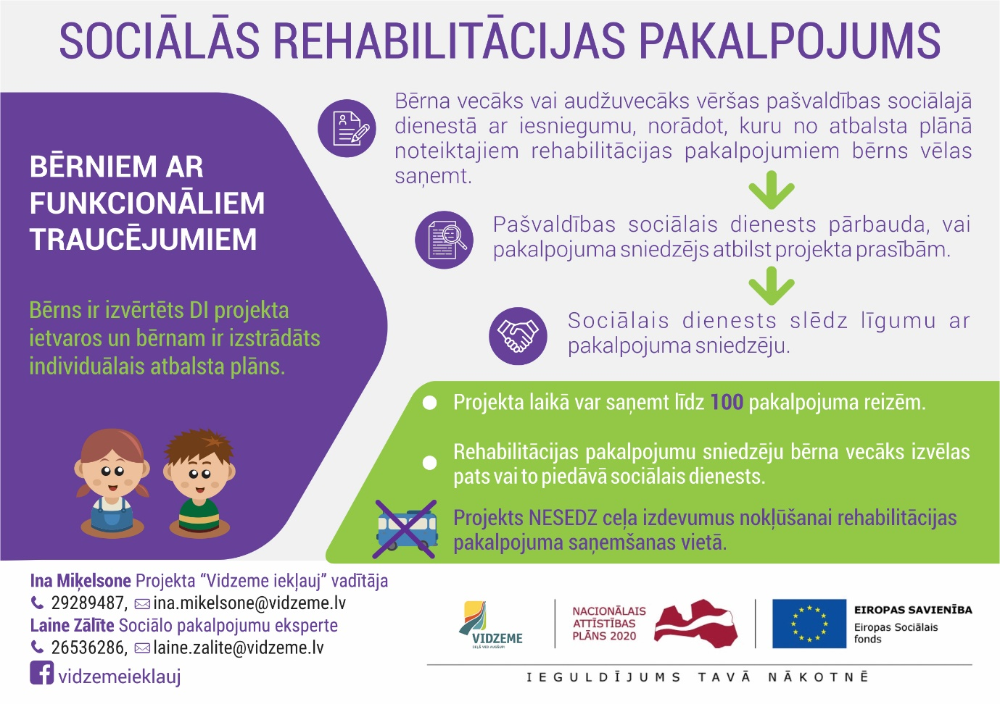 SOCIĀLĀS REHABILITĀCIJAS PAKALPOJUMS
BĒRNIEM AR
FUNKCIONĀLIEM
TRAUCĒJUMIEM
Bērns ir izvērtēts DI projekta
ietvaros un bērnam ir izstrādāts
individuālais atbalsta plāns.
Bērna vecāks vai audžuvecāks vēršas pašvaldības sociālajā
dienestā ar iesniegumu, norādot, kuru no atbalsta plānā
noteiktajiem rehabilitācijas pakalpojumiem bērns vēlas
saņemt.
Pašvaldības sociālais dienests pārbauda, vai
pakalpojuma sniedzējs atbilst projekta prasībām.
Sociālais dienests slēdz līgumu ar
pakalpojuma sniedzēju.
Projekta laikā var saņemt līdz 100 pakalpojuma reizēm.
Rehabilitācijas pakalpojumu sniedzēju bērna vecāks izvēlas
pats vai to piedāvā sociālais dienests.
Projekts NESEDZ ceļa izdevumus nokļūšanai rehabilitācijas
pakalpojuma saņemšanas vietā.
Ina Miķelsone Projekta “Vidzeme iekļauj” vadītāja
29289487, ina.mikelsone@vidzeme.lv
Laine Zālīte Sociālo pakalpojumu eksperte
26536286, laine.zalite@vidzeme.lv
vidzemeieklauj
VIDZEME
CEĻŠ VED AUGŠUP!
NACIONĀLAIS
ATTĪSTĪBAS
PLĀNS 2020
EIROPAS SAVIENĪBA
Eiropas Sociālais
fonds
IEGULDĪJUMS TAVĀ NĀKOTNĒ